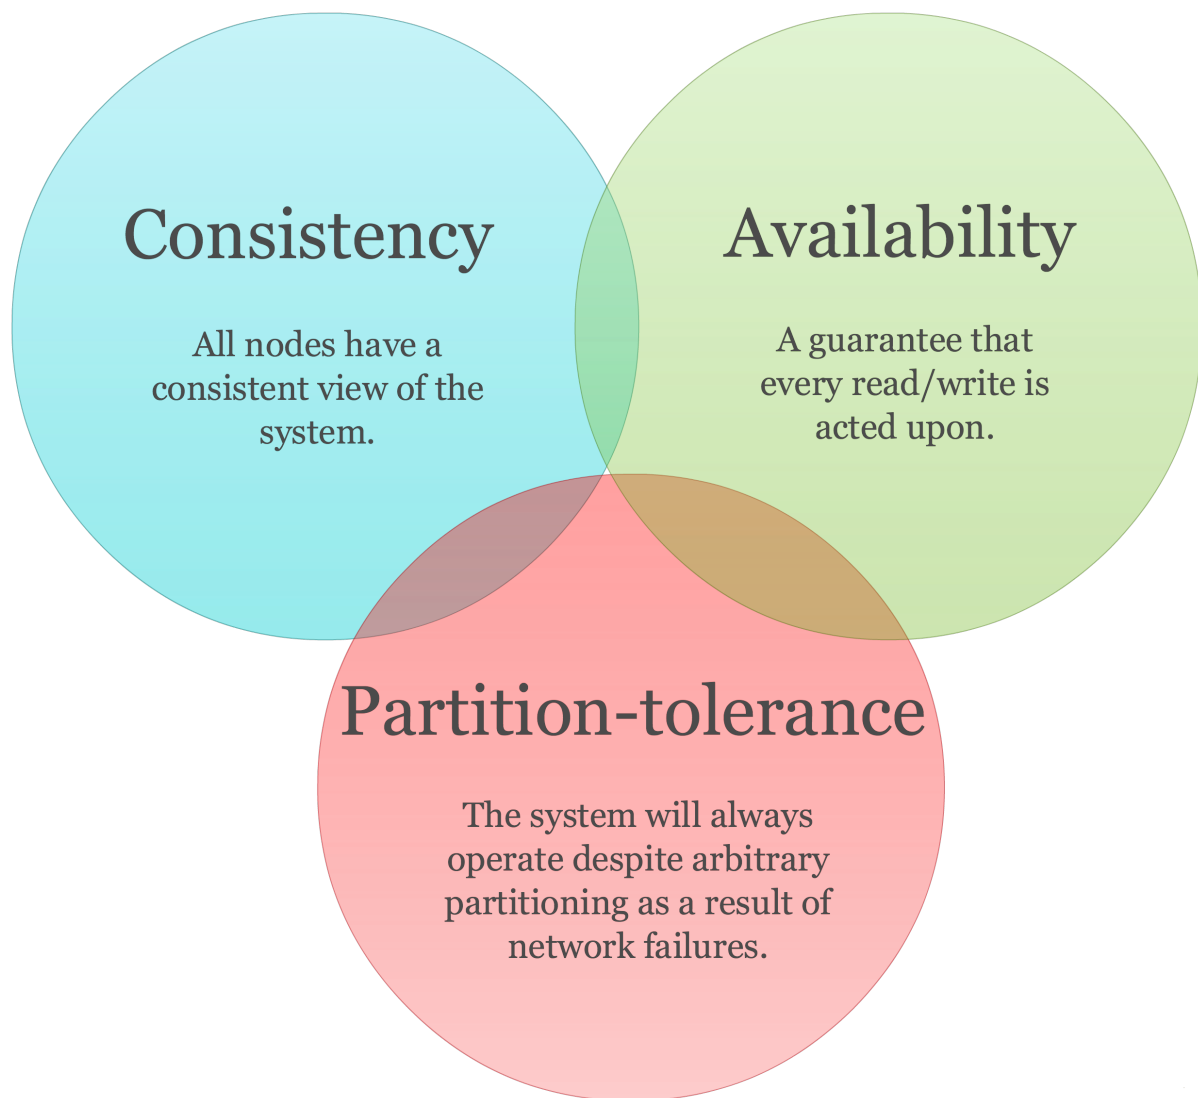 Consistency
All nodes have a
consistent view of the
system.
Availability
A guarantee that
every read/write is
acted upon.
Partition-tolerance
The system will always
operate despite arbitrary
partitioning as a result of
network failures.